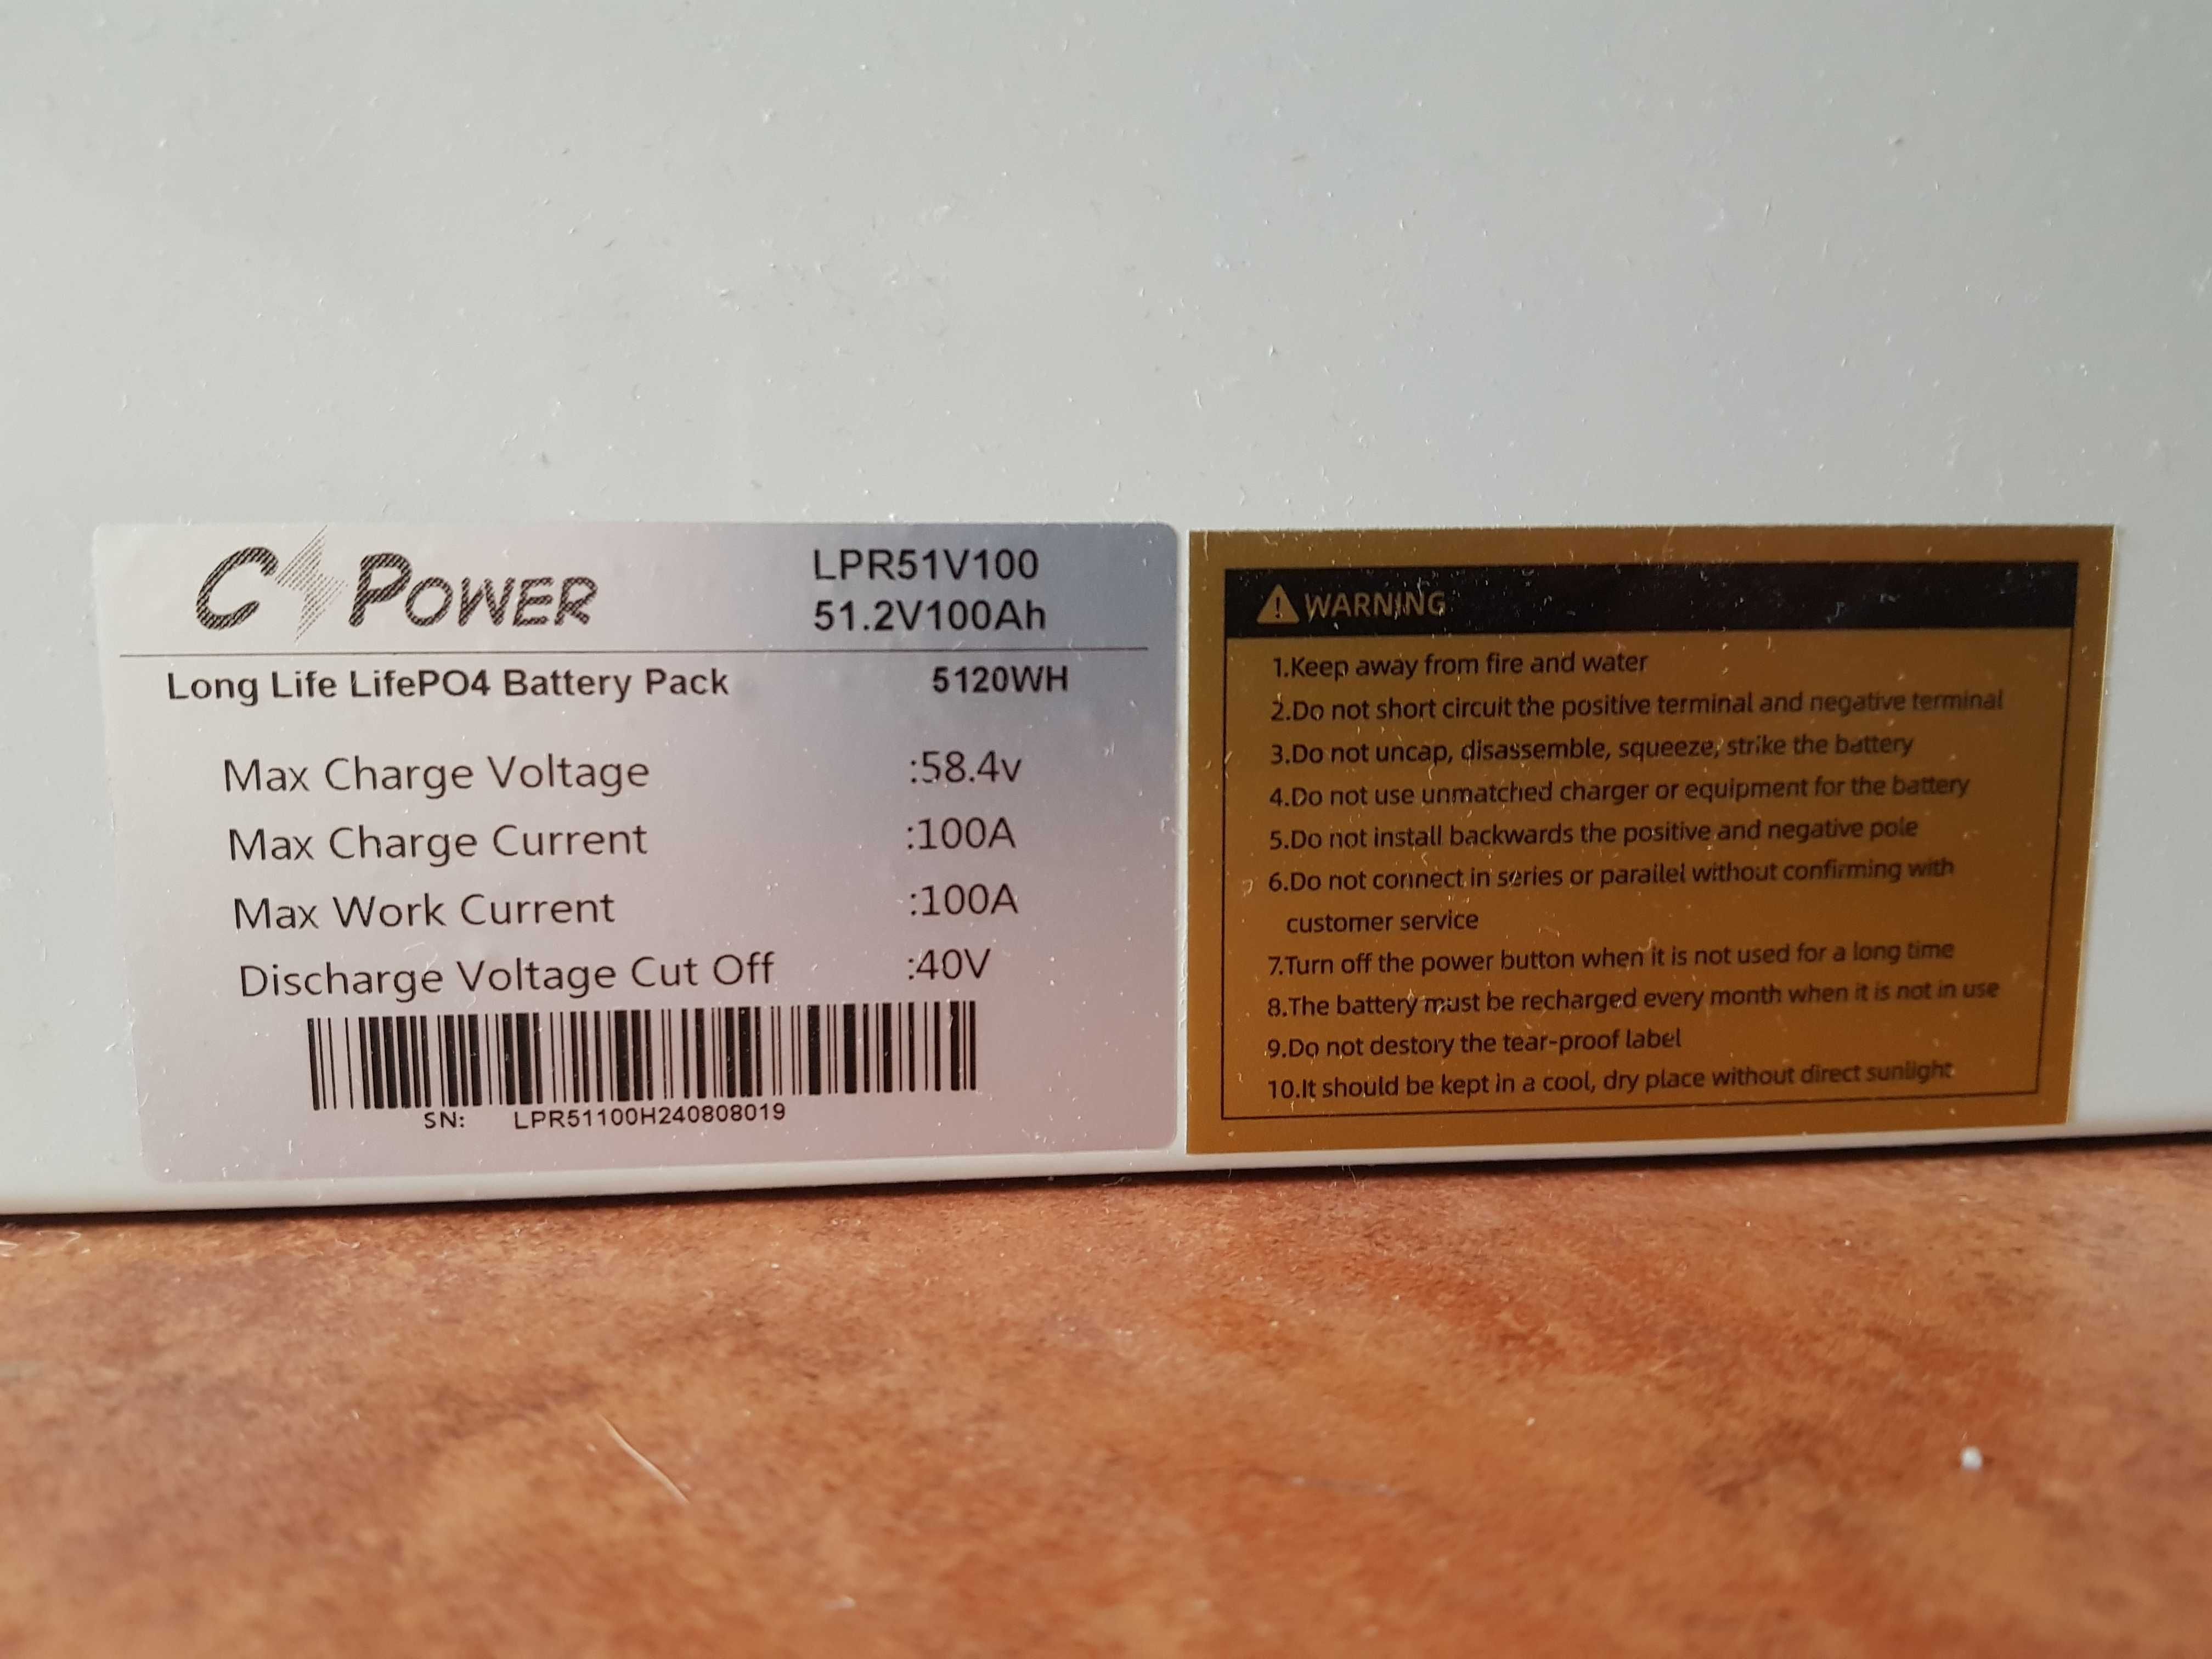 C POWER
LPR51V100
51.2V100Ah
Long Life LifePO4 Battery Pack 5120WH
Max Charge Voltage :58.4v
Max Charge Current :100A
Max Work Current :100A
Discharge Voltage Cut Off :40V
SN: LPR51100H240808019
WARNING
1.Keep away from fire and water
2.Do not short circuit the positive terminal and negative terminal
3.Do not uncap, disassemble, squeeze, strike the battery
4.Do not use unmatched charger or equipment for the battery
5.Do not install backwards the positive and negative pole
6.Do not connect in series or parallel without confirming with
customer service
7.Turn off the power button when it is not used for a long time
8.The battery must be recharged every month when it is not in use
9.Do not destory the tear-proof label
10.It should be kept in a cool, dry place without direct sunlight